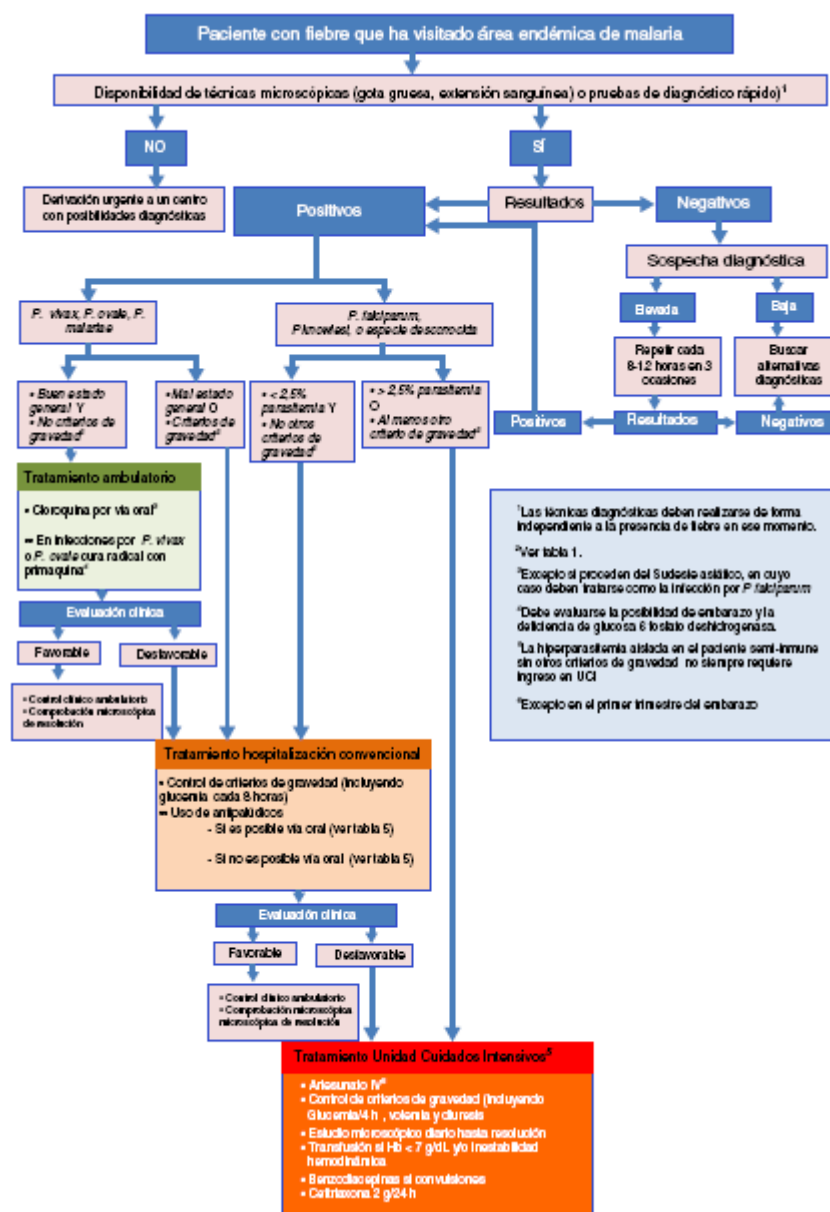 Paciente con fiebre que ha visitado área endémica de malaria
Disponibilidad de técnicas microscópicas (gota gruesa, extensión sanguínea) o pruebas de diagnóstico rápido)¹
NO
SÍ
Derivación urgente a un centro
con posibilidades diagnósticas
Positivos
Resultados
Negativos
Sospecha diagnóstica
P. vivax, P. ovale, P.
malariae
P. falciparum,
P knowlesi, o especie desconocida
Elevada
Baja
Repetir cada
8-12 horas en 3
ocasiones
Buscar
alternativas
diagnósticas
• Buen estado
general Y
• No criterios de
gravedad²
• Mal estado
general O
• Criterios de
gravedad²
• < 2,5% parasitemia Y
• No otros
criterios de
gravedad²
• > 2,5% parasitemia
O
• Al menos otro
criterio de gravedad²
Positivos
Resultados
Negativos
Tratamiento ambulatorio
• Cloroquina por vía oral³
• En infecciones por P. vivax
o P. ovale cura radical con
primaquina⁴
Evaluación clínica
Favorable
Desfavorable
• Control clínico ambulatorio
• Comprobación microscópica
de resolución
¹Las técnicas diagnósticas deben realizarse de forma
independiente a la presencia de fiebre en ese momento.
²Ver tabla 1.
³Excepto si proceden del Sudeste asiático, en cuyo
caso deben tratarse como la infección por P falciparum
⁴Debe evaluarse la posibilidad de embarazo y la
deficiencia de glucosa 6 fosfato deshidrogenasa.
⁵La hiperparasitemia aislada en el paciente semi-inmune
sin otros criterios de gravedad no siempre requiere
ingreso en UCI
⁶Excepto en el primer trimestre del embarazo
Tratamiento hospitalización convencional
• Control de criterios de gravedad (incluyendo
glucemia cada 8 horas)
• Uso de antipalúdicos
- Si es posible vía oral (ver tabla 5)
- Si no es posible vía oral (ver tabla 5)
Evaluación clínica
Favorable
Desfavorable
• Control clínico ambulatorio
• Comprobación microscópica
microscópica de resolución
Tratamiento Unidad Cuidados Intensivos⁵
• Artesunato IV⁶
• Control de criterios de gravedad (incluyendo
Glucemia/4 h , volemia y diuresis
• Estudio microscópico diario hasta resolución
• Transfusión si Hb < 7 g/dL y/o inestabilidad
hemodinámica
• Benzodiacepinas si convulsiones
• Ceftriaxona 2 g/24 h